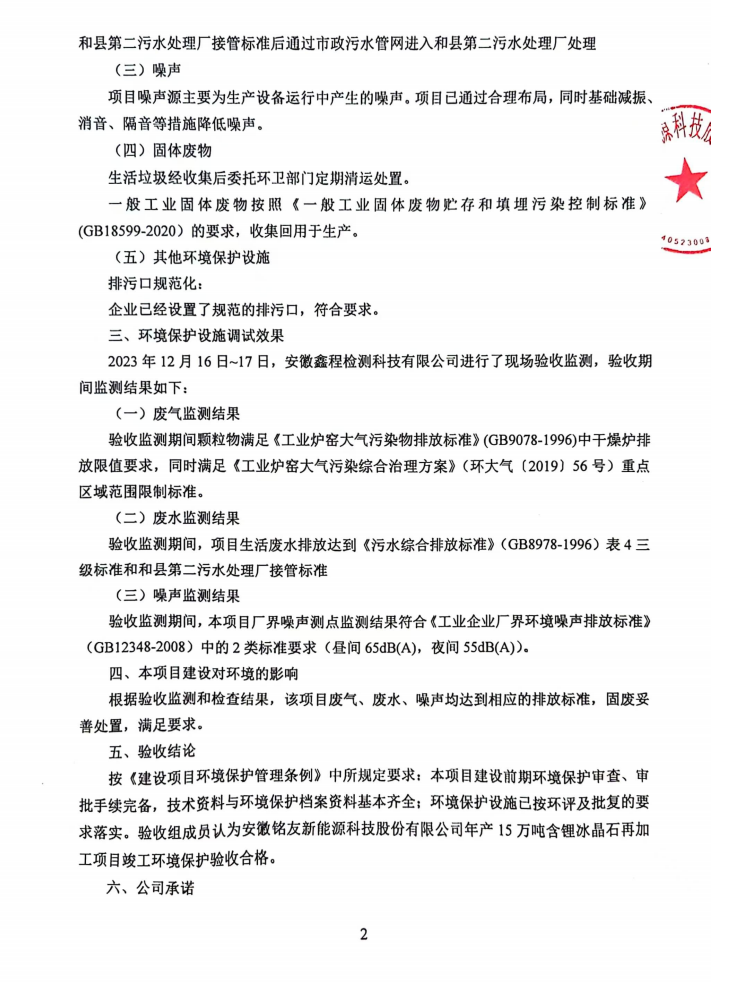 和县第二污水处理厂接管标准后通过市政污水管网进入和县第二污水处理厂处理
（三）噪声
项目噪声源主要为生产设备运行中产生的噪声。项目已通过合理布局，同时基础减振、
消音、隔音等措施降低噪声。
（四）固体废物
生活垃圾经收集后委托环卫部门定期清运处置。
一般工业固体废物按照《一般工业固体废物贮存和填埋污染控制标准》
(GB18599-2020）的要求，收集回用于生产。
（五）其他环境保护设施
排污口规范化：
企业已经设置了规范的排污口，符合要求。
三、环境保护设施调试效果
2023 年 12 月 16 日~17 日，安徽鑫程检测科技有限公司进行了现场验收监测，验收期
间监测结果如下：
（一）废气监测结果
验收监测期间颗粒物满足《工业炉窑大气污染物排放标准》(GB9078-1996)中干燥炉排
放限值要求，同时满足《工业炉窑大气污染综合治理方案》（环大气〔2019〕56 号）重点
区域范围限制标准。
（二）废水监测结果
验收监测期间，项目生活废水排放达到《污水综合排放标准》（GB8978-1996）表 4 三
级标准和和县第二污水处理厂接管标准
（三）噪声监测结果
验收监测期间，本项目厂界噪声测点监测结果符合《工业企业厂界环境噪声排放标准》
（GB12348-2008）中的 2 类标准要求（昼间 65dB(A)，夜间 55dB(A)）。
四、本项目建设对环境的影响
根据验收监测和检查结果，该项目废气、废水、噪声均达到相应的排放标准，固废妥
善处置，满足要求。
五、验收结论
按《建设项目环境保护管理条例》中所规定要求：本项目建设前期环境保护审查、审
批手续完备，技术资料与环境保护档案资料基本齐全；环境保护设施已按环评及批复的要
求落实。验收组成员认为安徽铭友新能源科技股份有限公司年产 15 万吨含锂冰晶石再加
工项目竣工环境保护验收合格。
六、公司承诺
2
源科技股
4052300